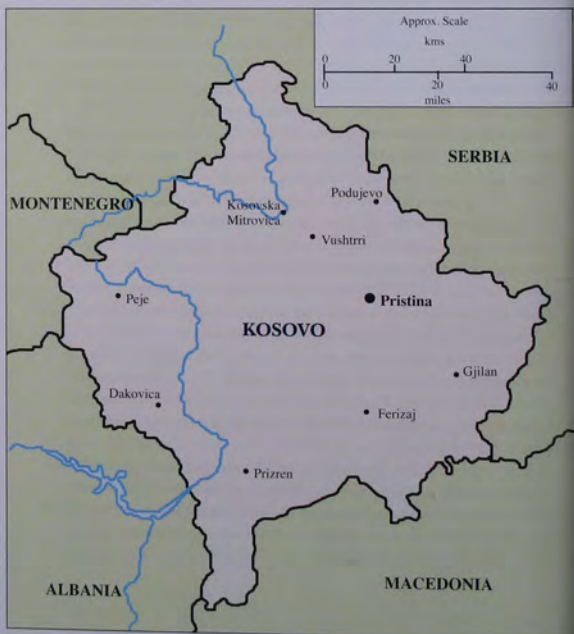 Approx. Scale
kms
0 20 40
0 20 40
miles
SERBIA
MONTENEGRO
Podujevo
Kosovska
Mitrovica
Vushtrri
Peje
Pristina
KOSOVO
Gjilan
Dakovica
Ferizaj
Prizren
ALBANIA
MACEDONIA